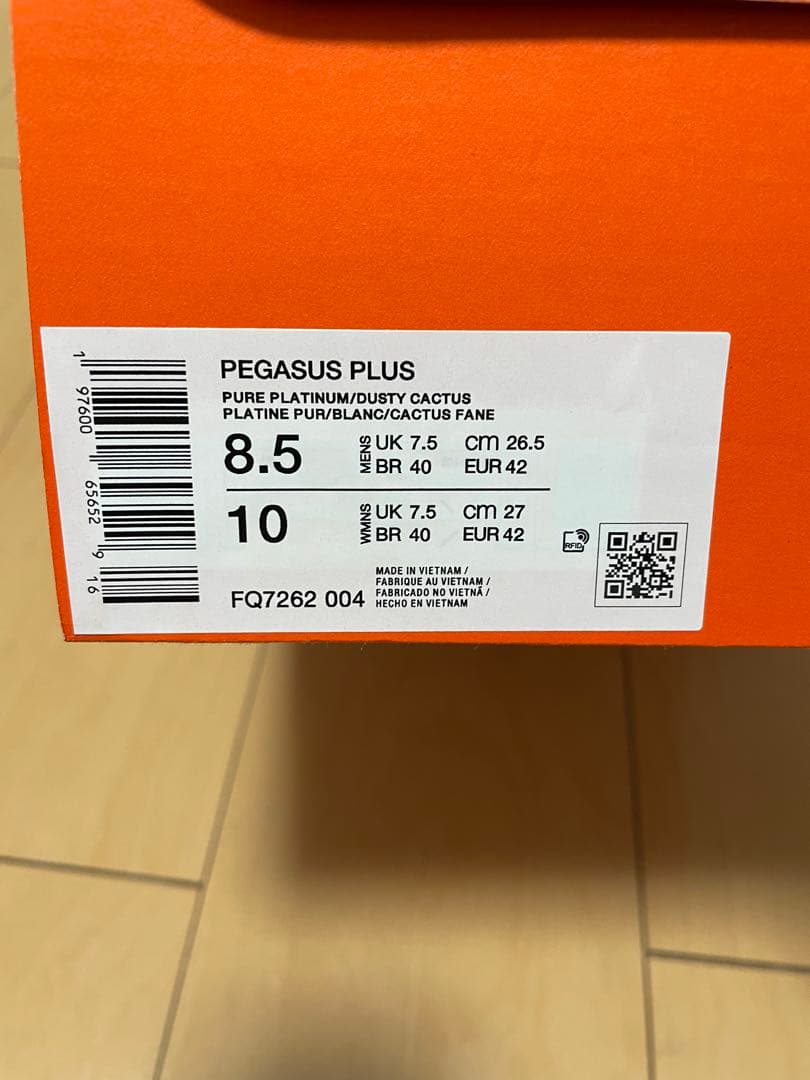 PEGASUS PLUS
PURE PLATINUM/DUSTY CACTUS
PLATINE PUR/BLANC/CACTUS FANE
8.5 MENS UK 7.5 cm 26.5
BR 40 EUR 42
10 WMNS UK 7.5 cm 27
BR 40 EUR 42
RFID
FQ7262 004
MADE IN VIETNAM /
FABRIQUE AU VIETNAM /
FABRICADO NO VIETNÃ /
HECHO EN VIETNAM
1 97600 65652 9 16